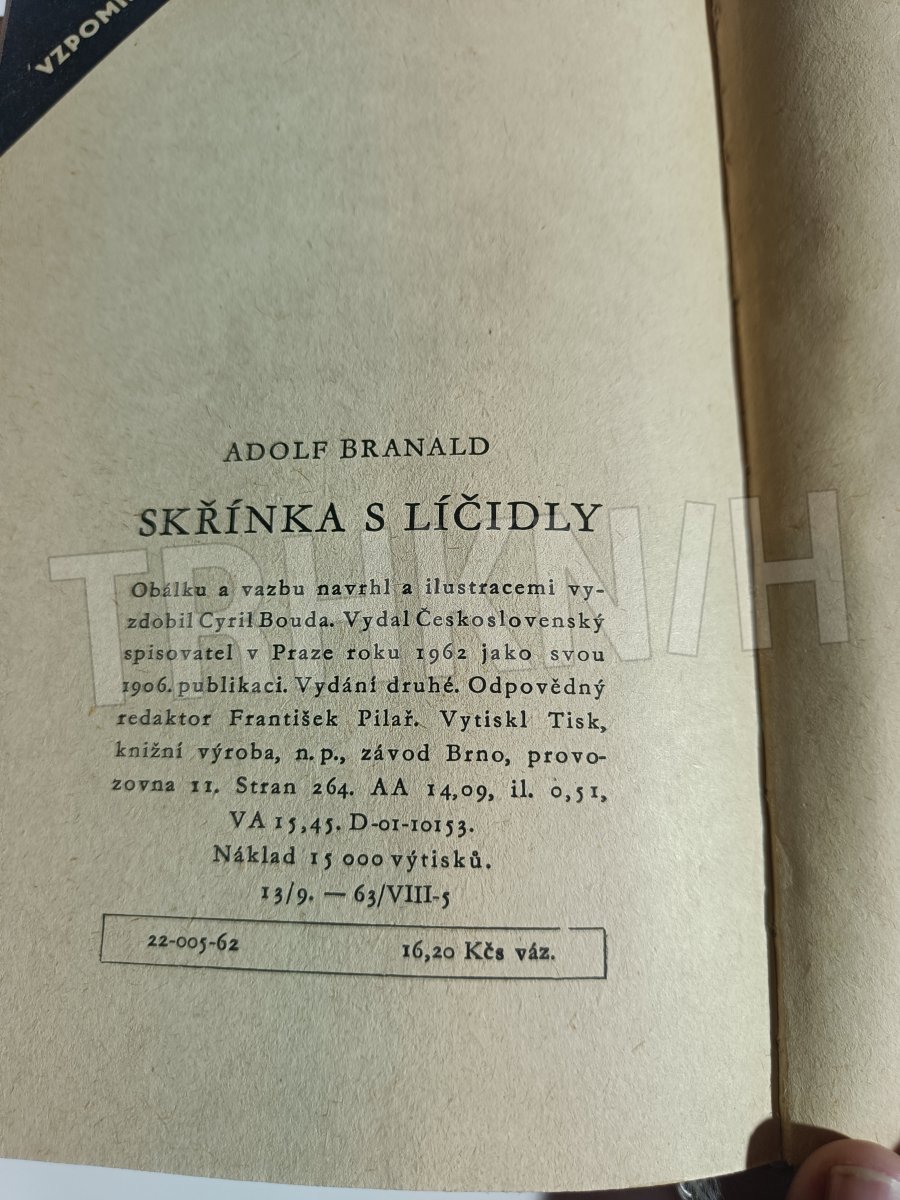 VZPOM
ADOLF BRANALD
SKŘÍNKA S LÍČIDLY
TRH KNIH
Obálku a vazbu navrhl a ilustracemi vy-
zdobil Cyril Bouda. Vydal Československý
spisovatel v Praze roku 1962 jako svou
1906. publikaci. Vydání druhé. Odpovědný
redaktor František Pilař. Vytiskl Tisk,
knižní výroba, n. p., závod Brno, provo-
zovna 11. Stran 264. AA 14,09, il. 0,51,
VA 15,45. D-01-10153.
Náklad 15 000 výtisků.
13/9. — 63/VIII-5
22-005-62 16,20 Kčs váz.